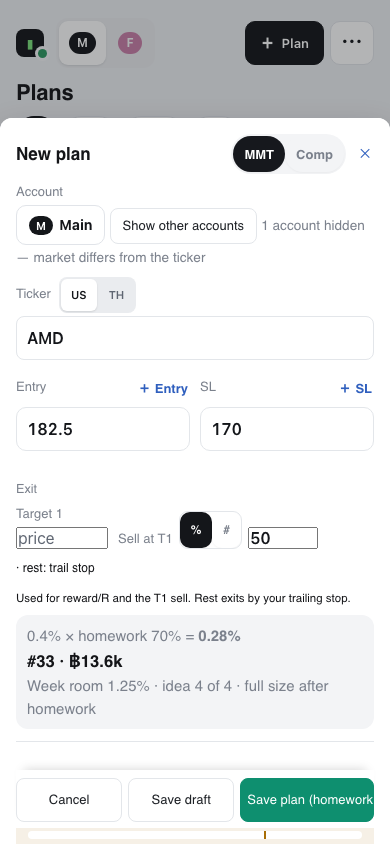 M F + Plan ...
Plans
New plan MMT Comp ×
Account
M Main Show other accounts 1 account hidden
— market differs from the ticker
Ticker US TH
AMD
Entry + Entry SL + SL
182.5 170
Exit
Target 1
price Sell at T1 % # 50
· rest: trail stop
Used for reward/R and the T1 sell. Rest exits by your trailing stop.
0.4% × homework 70% = 0.28%
#33 · ฿13.6k
Week room 1.25% · idea 4 of 4 · full size after
homework
Cancel Save draft Save plan (homework